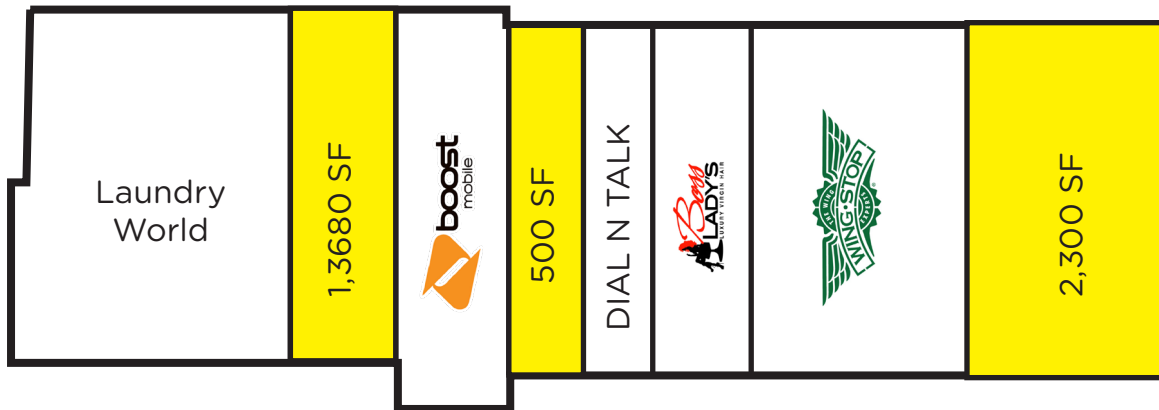 Laundry
World
1,3680 SF
boost
mobile
500 SF
DIAL N TALK
Boss
LADY'S
LUXURY VIRGIN HAIR
WING·STOP
2,300 SF